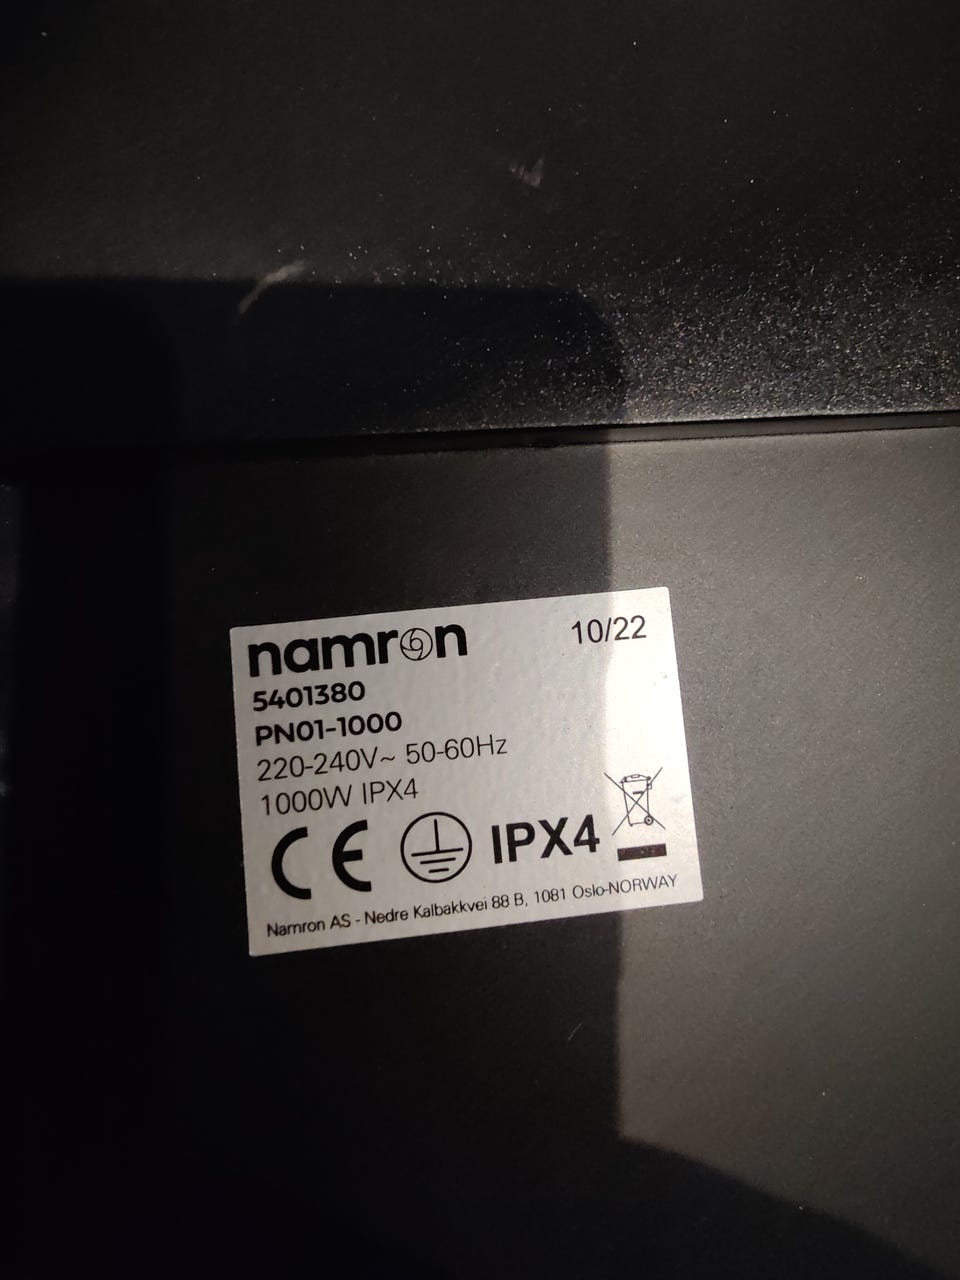 namron 10/22
5401380
PN01-1000
220-240V~ 50-60Hz
1000W IPX4
CE IPX4
Namron AS - Nedre Kalbakkvei 88 B, 1081 Oslo-NORWAY